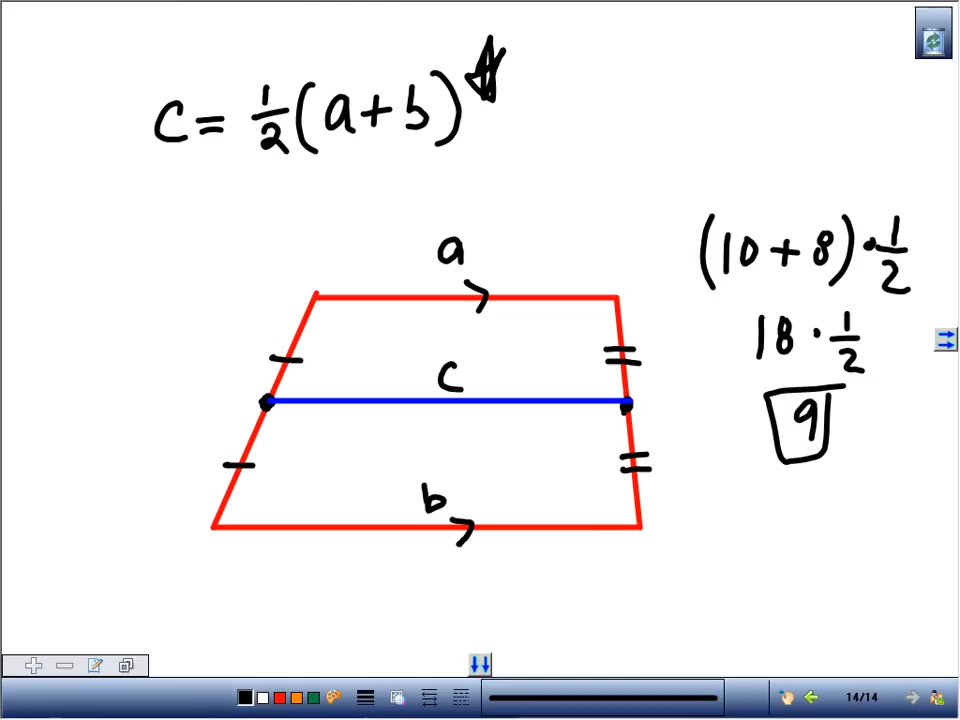 c = 1/2 (a + b)
a
(10 + 8) · 1/2
18 · 1/2
c
9
b
14/14